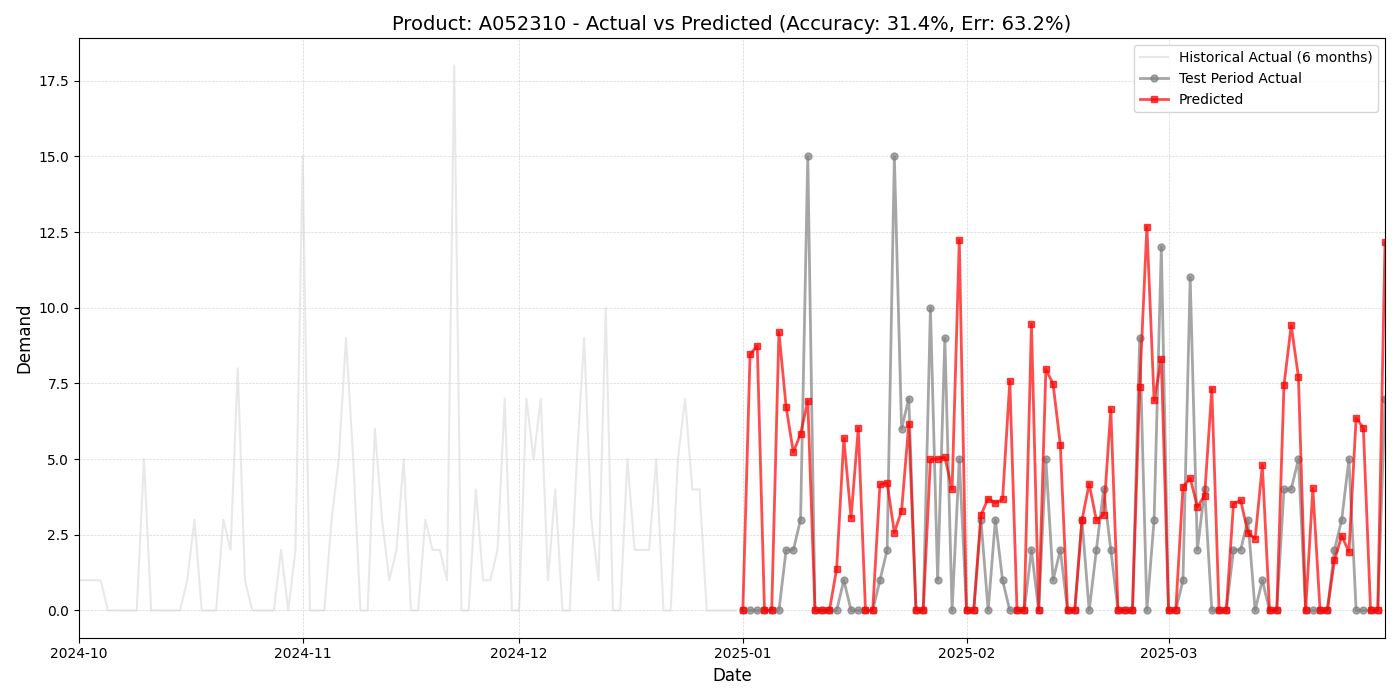 Product: A052310 - Actual vs Predicted (Accuracy: 31.4%, Err: 63.2%)
Historical Actual (6 months)
Test Period Actual
Predicted
17.5
15.0
12.5
10.0
7.5
5.0
2.5
0.0
Demand
2024-10
2024-11
2024-12
2025-01
2025-02
2025-03
Date